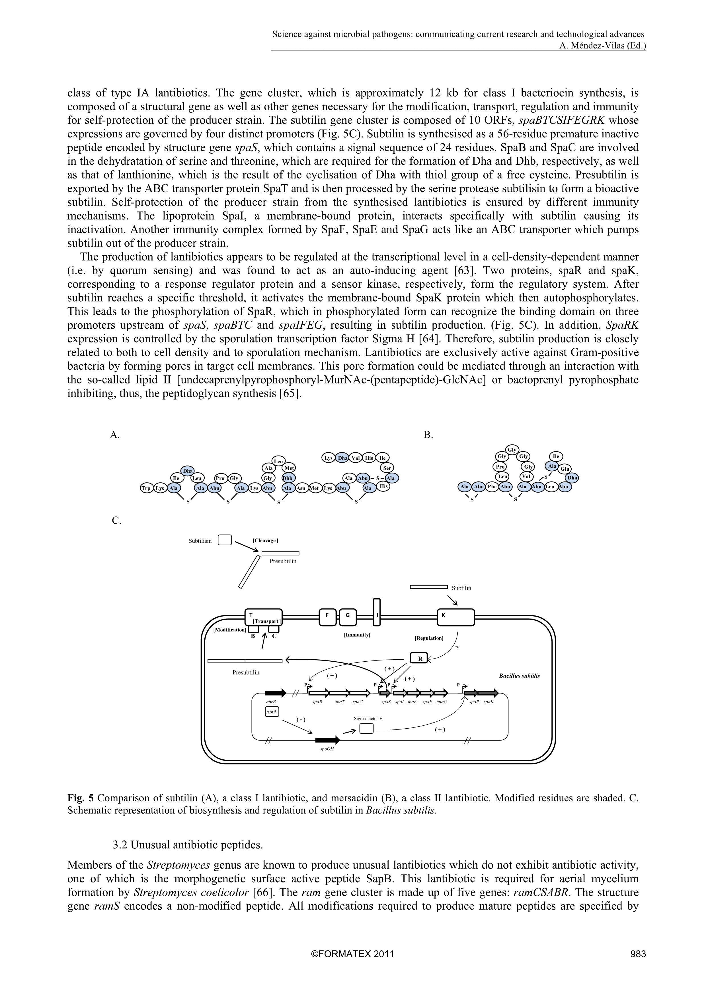 Science against microbial pathogens: communicating current research and technological advances
A. Méndez-Vilas (Ed.)
class of type IA lantibiotics. The gene cluster, which is approximately 12 kb for class I bacteriocin synthesis, is
composed of a structural gene as well as other genes necessary for the modification, transport, regulation and immunity
for self-protection of the producer strain. The subtilin gene cluster is composed of 10 ORFs, spaBTCSIFEGRK whose
expressions are governed by four distinct promoters (Fig. 5C). Subtilin is synthesised as a 56-residue premature inactive
peptide encoded by structure gene spaS, which contains a signal sequence of 24 residues. SpaB and SpaC are involved
in the dehydratation of serine and threonine, which are required for the formation of Dha and Dhb, respectively, as well
as that of lanthionine, which is the result of the cyclisation of Dha with thiol group of a free cysteine. Presubtilin is
exported by the ABC transporter protein SpaT and is then processed by the serine protease subtilisin to form a bioactive
subtilin. Self-protection of the producer strain from the synthesised lantibiotics is ensured by different immunity
mechanisms. The lipoprotein SpaI, a membrane-bound protein, interacts specifically with subtilin causing its
inactivation. Another immunity complex formed by SpaF, SpaE and SpaG acts like an ABC transporter which pumps
subtilin out of the producer strain.
The production of lantibiotics appears to be regulated at the transcriptional level in a cell-density-dependent manner
(i.e. by quorum sensing) and was found to act as an auto-inducing agent [63]. Two proteins, spaR and spaK,
corresponding to a response regulator protein and a sensor kinase, respectively, form the regulatory system. After
subtilin reaches a specific threshold, it activates the membrane-bound SpaK protein which then autophosphorylates.
This leads to the phosphorylation of SpaR, which in phosphorylated form can recognize the binding domain on three
promoters upstream of spaS, spaBTC and spaIFEG, resulting in subtilin production. (Fig. 5C). In addition, SpaRK
expression is controlled by the sporulation transcription factor Sigma H [64]. Therefore, subtilin production is closely
related to both to cell density and to sporulation mechanism. Lantibiotics are exclusively active against Gram-positive
bacteria by forming pores in target cell membranes. This pore formation could be mediated through an interaction with
the so-called lipid II [undecaprenylpyrophosphoryl-MurNAc-(pentapeptide)-GlcNAc] or bactoprenyl pyrophosphate
inhibiting, thus, the peptidoglycan synthesis [65].
A.
Trp Lys Ala Ile Dha Leu Ala Abu Pro Gly Ala Lys Abu Gly Ala Leu Met Dhb Ala Asn Met Lys Abu Ala Abu - S - Ala
Lys Dha Val His Ile
Ser
Ala His
S S S S
B.
Ala Abu Phe Abu Leu Pro Gly Gly Gly Gly Val Ala Abu Leu Abu Dha Glu Ala Ile
S S S
C.
Subtilisin
[Cleavage]
Presubtilin
Subtilin
T
[Transport]
F G I K
[Modification]
B C
[Immunity]
[Regulation]
Pi
R
Presubtilin
(+) (+) (+)
Bacillus subtilis
P P P P
abrB spaB spaT spaC spaS spaI spaF spaE spaG spaR spaK
AbrB
(-)
Sigma factor H
(+)
spoOH
Fig. 5 Comparison of subtilin (A), a class I lantibiotic, and mersacidin (B), a class II lantibiotic. Modified residues are shaded. C.
Schematic representation of biosynthesis and regulation of subtilin in Bacillus subtilis.
3.2 Unusual antibiotic peptides.
Members of the Streptomyces genus are known to produce unusual lantibiotics which do not exhibit antibiotic activity,
one of which is the morphogenetic surface active peptide SapB. This lantibiotic is required for aerial mycelium
formation by Streptomyces coelicolor [66]. The ram gene cluster is made up of five genes: ramCSABR. The structure
gene ramS encodes a non-modified peptide. All modifications required to produce mature peptides are specified by
©FORMATEX 2011
983